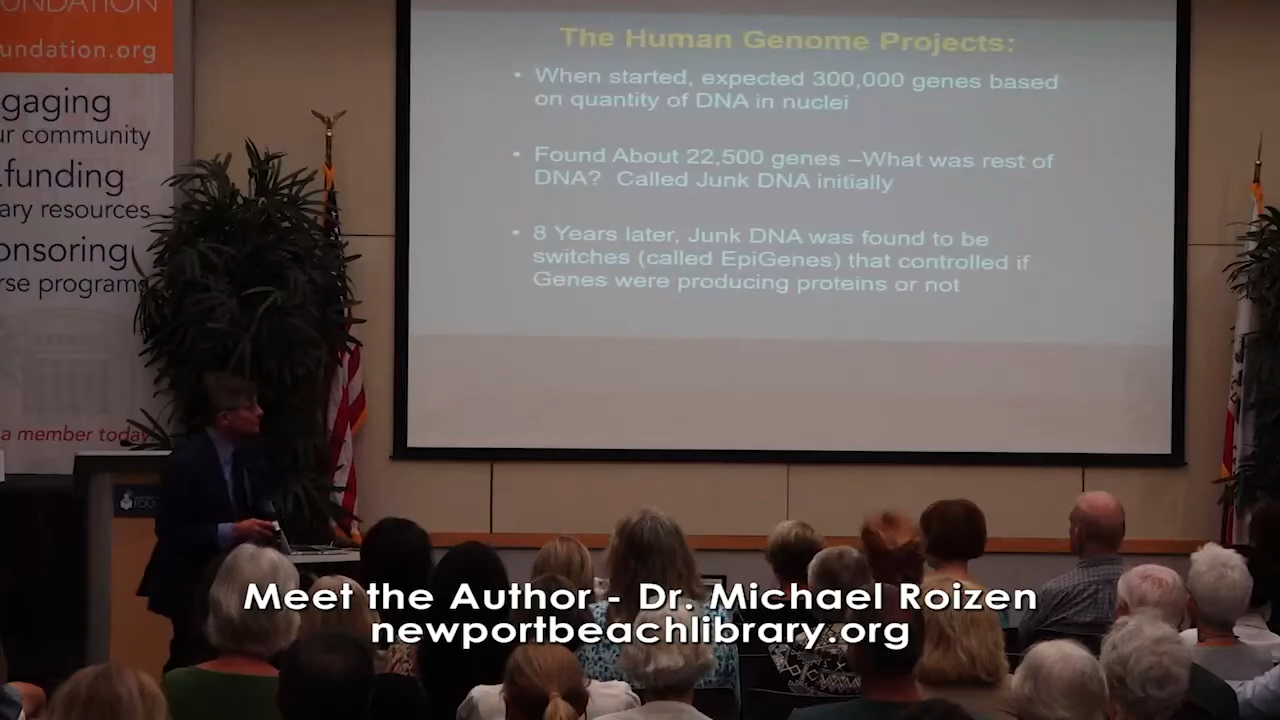 UNDATION
undation.org
gaging
ur community
.funding
ary resources
onsoring
rse program
a member today
The Human Genome Projects:
• When started, expected 300,000 genes based
on quantity of DNA in nuclei
• Found About 22,500 genes –What was rest of
DNA? Called Junk DNA initially
• 8 Years later, Junk DNA was found to be
switches (called EpiGenes) that controlled if
Genes were producing proteins or not
Meet the Author - Dr. Michael Roizen
newportbeachlibrary.org